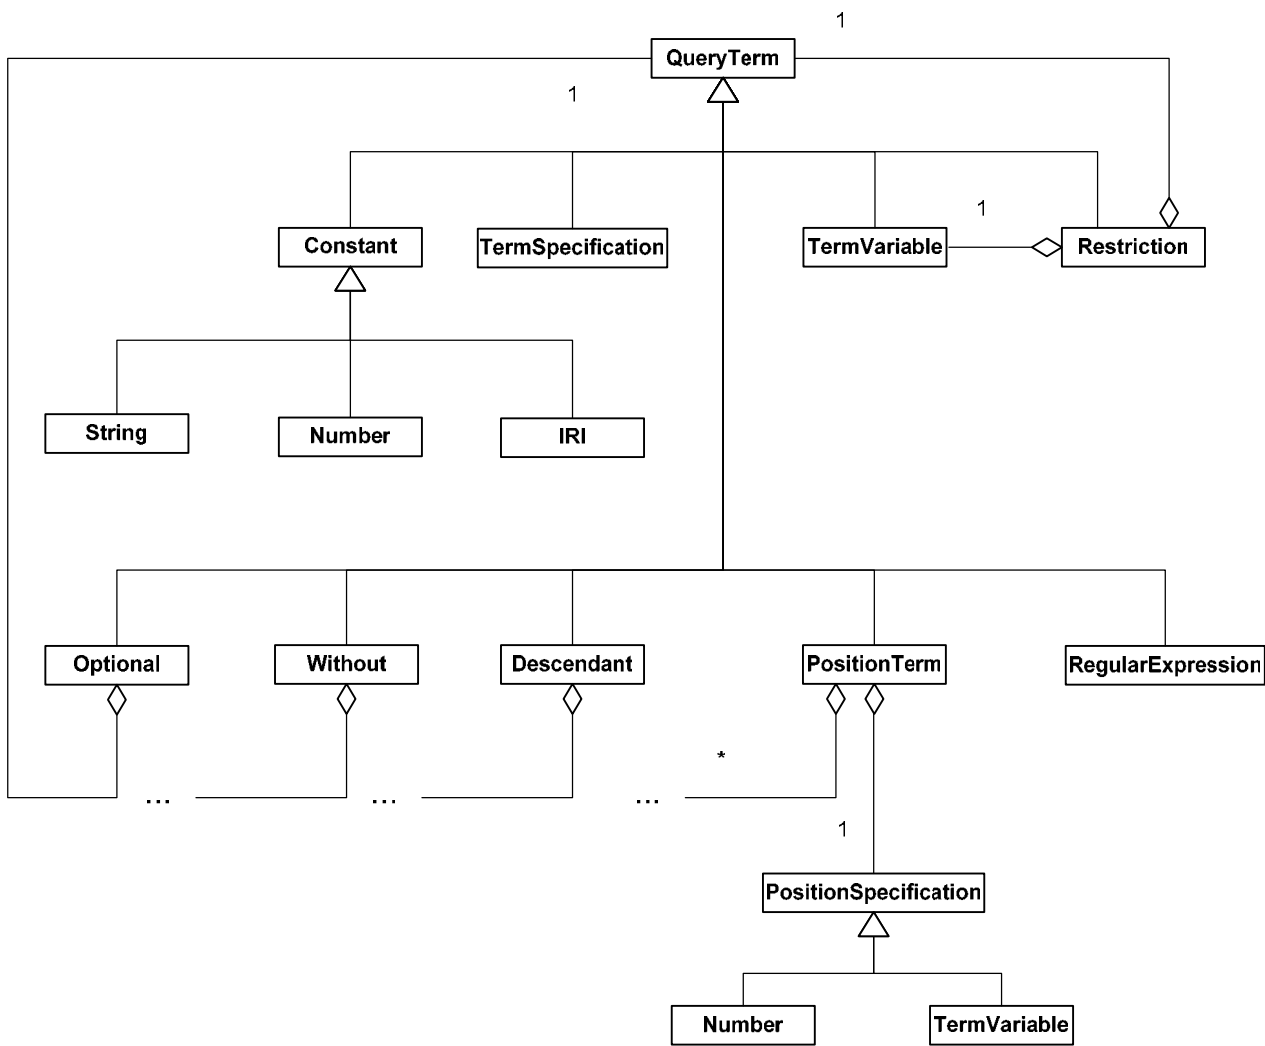 1
QueryTerm
1
1
Constant
TermSpecification
TermVariable
Restriction
String
Number
IRI
Optional
Without
Descendant
PositionTerm
RegularExpression
*
...
...
...
1
PositionSpecification
Number
TermVariable